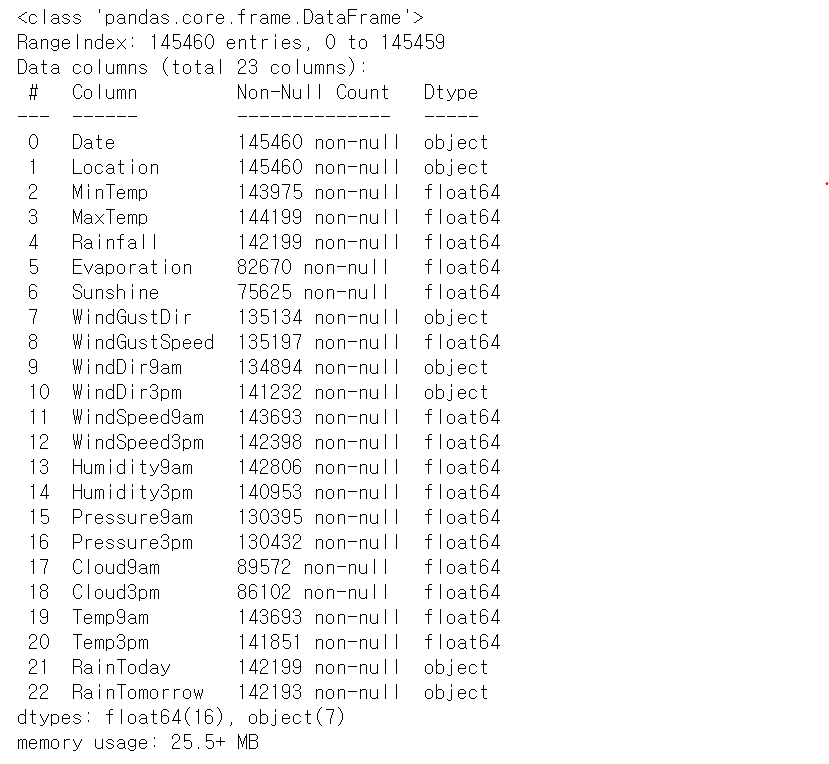 <class 'pandas.core.frame.DataFrame'>
RangeIndex: 145460 entries, 0 to 145459
Data columns (total 23 columns):
 #   Column         Non-Null Count   Dtype
---  ------         --------------   -----
 0   Date           145460 non-null  object
 1   Location       145460 non-null  object
 2   MinTemp        143975 non-null  float64
 3   MaxTemp        144199 non-null  float64
 4   Rainfall       142199 non-null  float64
 5   Evaporation    82670 non-null   float64
 6   Sunshine       75625 non-null   float64
 7   WindGustDir    135134 non-null  object
 8   WindGustSpeed  135197 non-null  float64
 9   WindDir9am     134894 non-null  object
 10  WindDir3pm     141232 non-null  object
 11  WindSpeed9am   143693 non-null  float64
 12  WindSpeed3pm   142398 non-null  float64
 13  Humidity9am    142806 non-null  float64
 14  Humidity3pm    140953 non-null  float64
 15  Pressure9am    130395 non-null  float64
 16  Pressure3pm    130432 non-null  float64
 17  Cloud9am       89572 non-null   float64
 18  Cloud3pm       86102 non-null   float64
 19  Temp9am        143693 non-null  float64
 20  Temp3pm        141851 non-null  float64
 21  RainToday      142199 non-null  object
 22  RainTomorrow   142193 non-null  object
dtypes: float64(16), object(7)
memory usage: 25.5+ MB